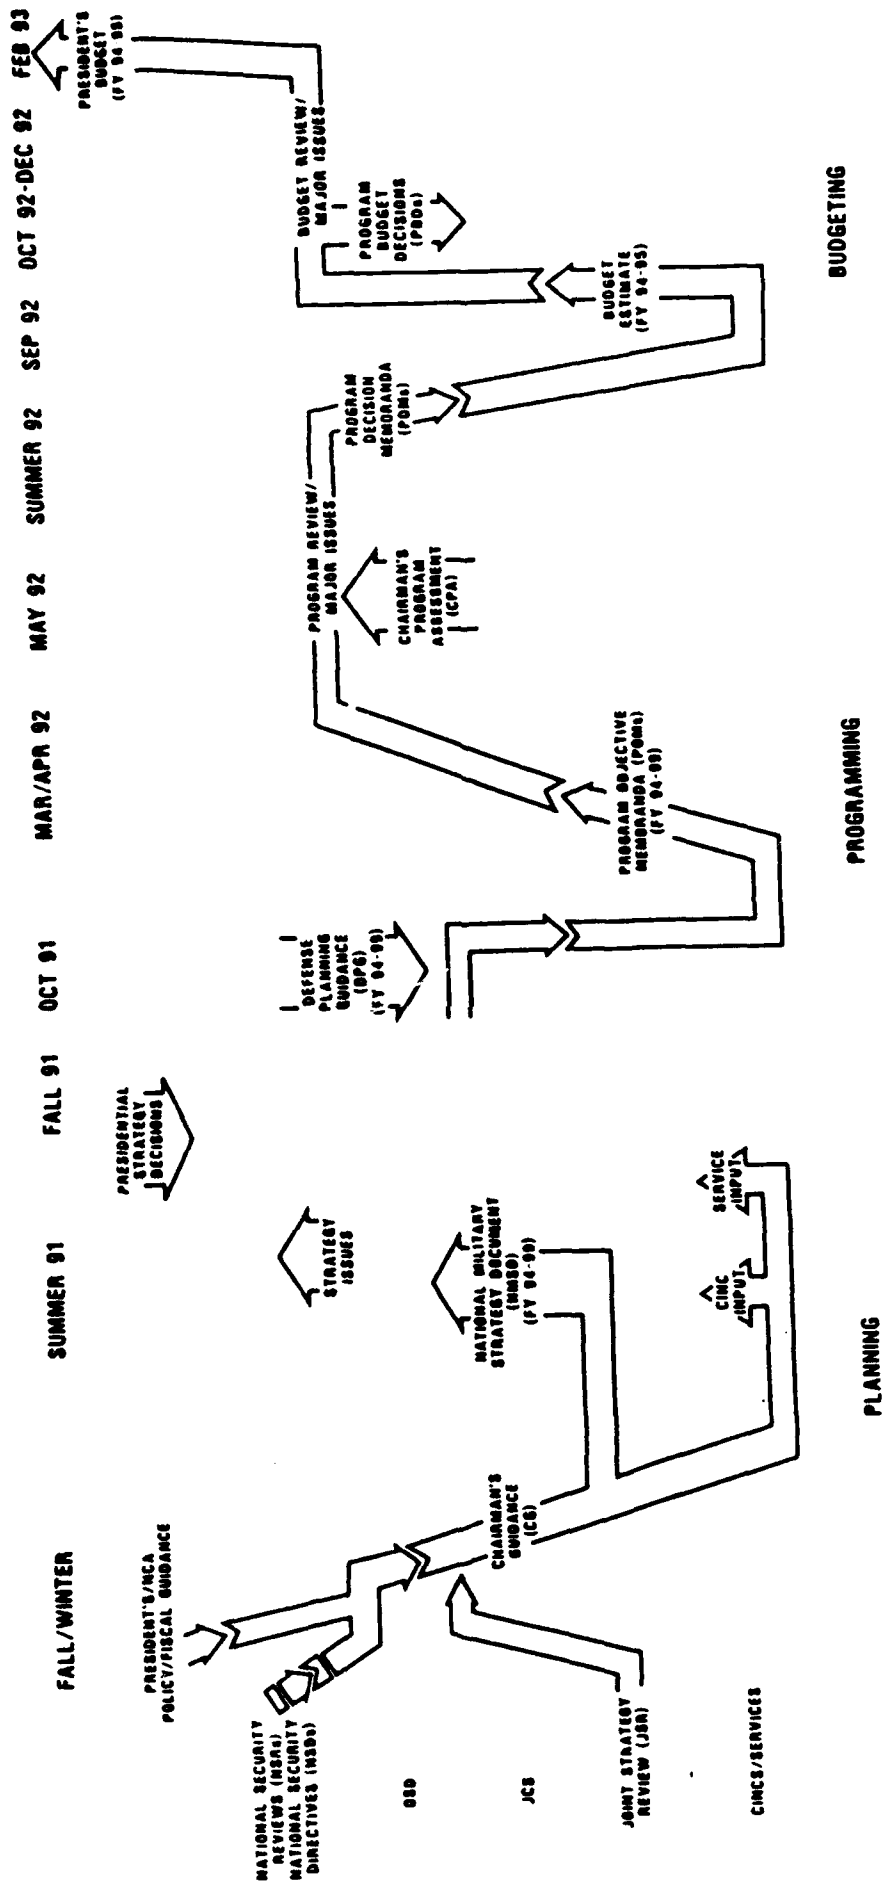 FALL/WINTER
SUMMER 91
FALL 91
OCT 91
MAR/APR 92
MAY 92
SUMMER 92
SEP 92
OCT 92-DEC 92
FEB 93
PRESIDENT'S/NCA
POLICY/FISCAL GUIDANCE
PRESIDENTIAL
STRATEGY
DECISIONS
PRESIDENT'S
BUDGET
(FY 94-95)
NATIONAL SECURITY
REVIEWS (NSRs)
NATIONAL SECURITY
DIRECTIVES (NSDs)
OSD
STRATEGY
ISSUES
DEFENSE
PLANNING
GUIDANCE
(DPG)
(FY 94-99)
PROGRAM REVIEW/
MAJOR ISSUES
PROGRAM
DECISION
MEMORANDA
(PDMs)
BUDGET REVIEW/
MAJOR ISSUES
PROGRAM
BUDGET
DECISIONS
(PBDs)
JCS
CHAIRMAN'S
GUIDANCE
(CG)
NATIONAL MILITARY
STRATEGY DOCUMENT
(NMSD)
(FY 94-99)
CHAIRMAN'S
PROGRAM
ASSESSMENT
(CPA)
JOINT STRATEGY
REVIEW (JSR)
PROGRAM OBJECTIVE
MEMORANDA (POMs)
(FY 94-99)
BUDGET
ESTIMATE
(FY 94-95)
CINCS/SERVICES
CINC
INPUT
SERVICE
INPUT
PLANNING
PROGRAMMING
BUDGETING